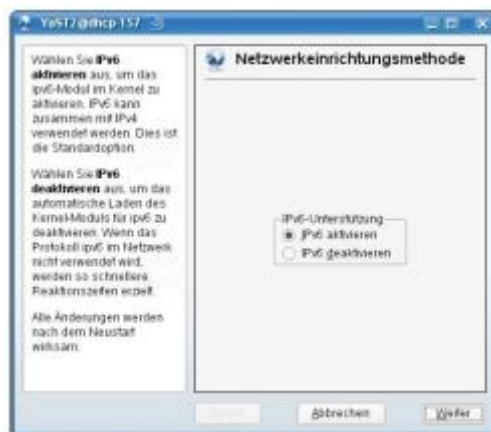 YaST2@dhcp-157
Wählen Sie IPv6
aktivieren aus, um das
ipv6-Modul im Kernel zu
aktivieren. IPv6 kann
zusammen mit IPv4
verwendet werden. Dies ist
die Standardoption.
Wählen Sie IPv6
deaktivieren aus, um das
automatische Laden des
Kernel-Moduls für ipv6 zu
deaktivieren. Wenn das
Protokoll ipv6 im Netzwerk
nicht verwendet wird,
werden so schnellere
Reaktionszeiten erzielt.
Alle Änderungen werden
nach dem Neustart
wirksam.
Netzwerkeinrichtungsmethode
IPv6-Unterstützung
IPv6 aktivieren
IPv6 deaktivieren
Abbrechen
Weiter